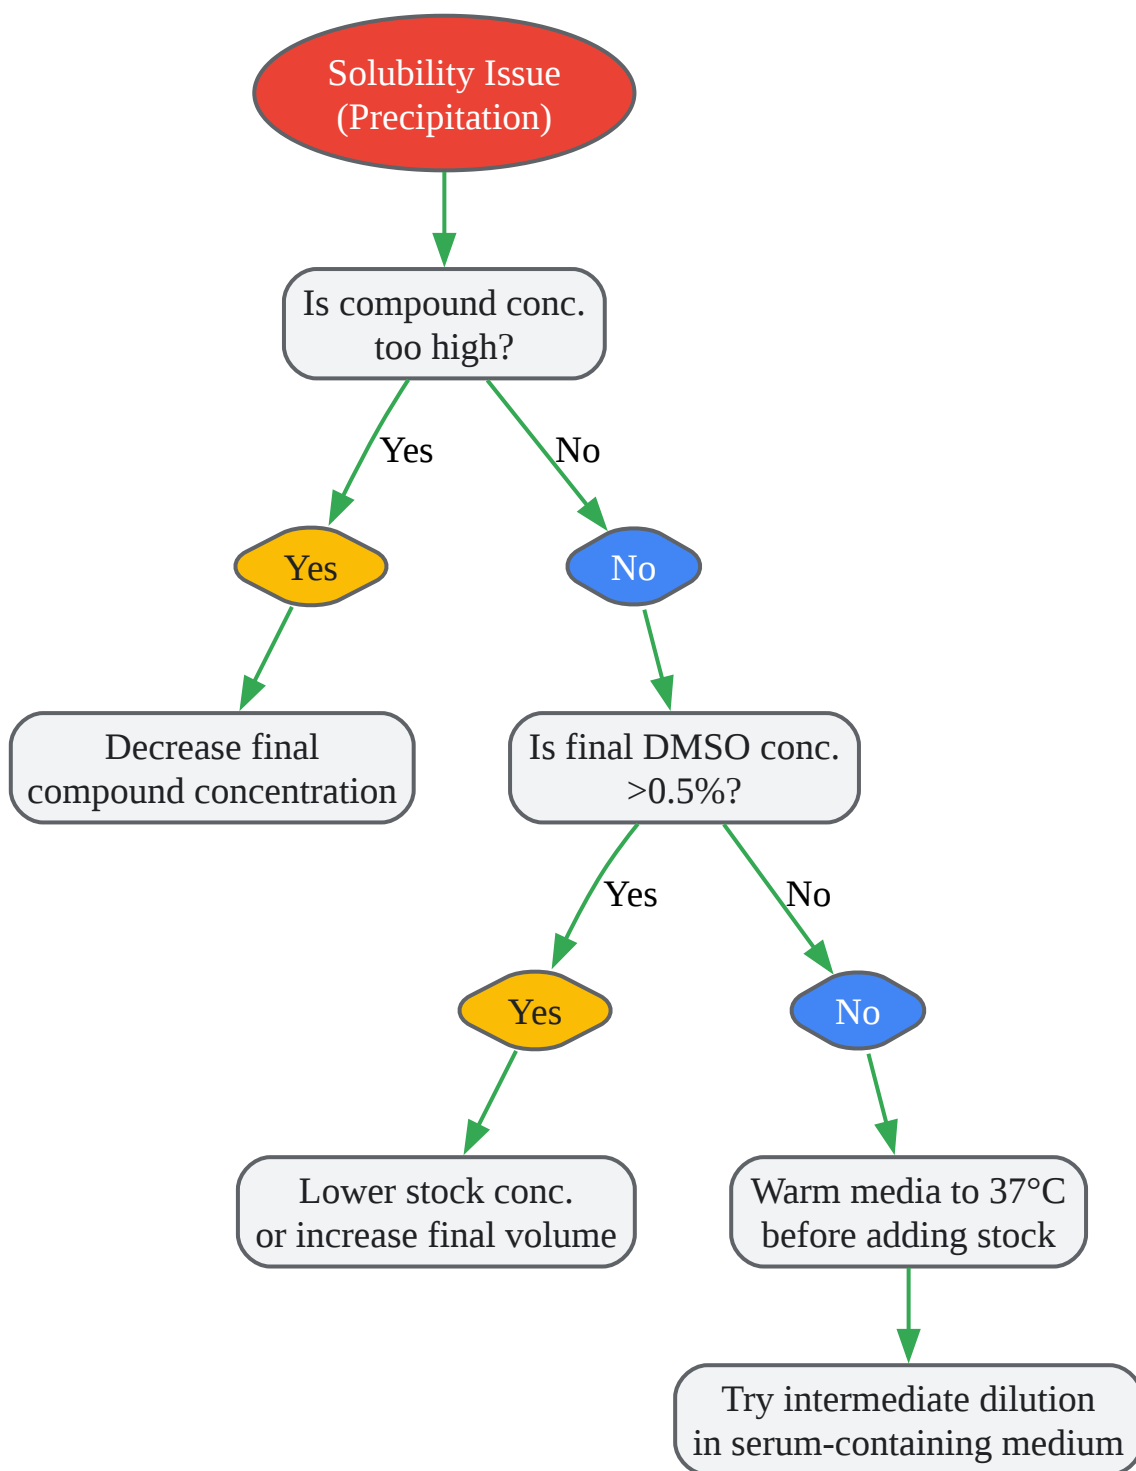 Solubility Issue
(Precipitation)
Is compound conc.
too high?
Yes
No
Yes
No
Decrease final
compound concentration
Is final DMSO conc.
>0.5%?
Yes
No
Yes
No
Lower stock conc.
or increase final volume
Warm media to 37°C
before adding stock
Try intermediate dilution
in serum-containing medium